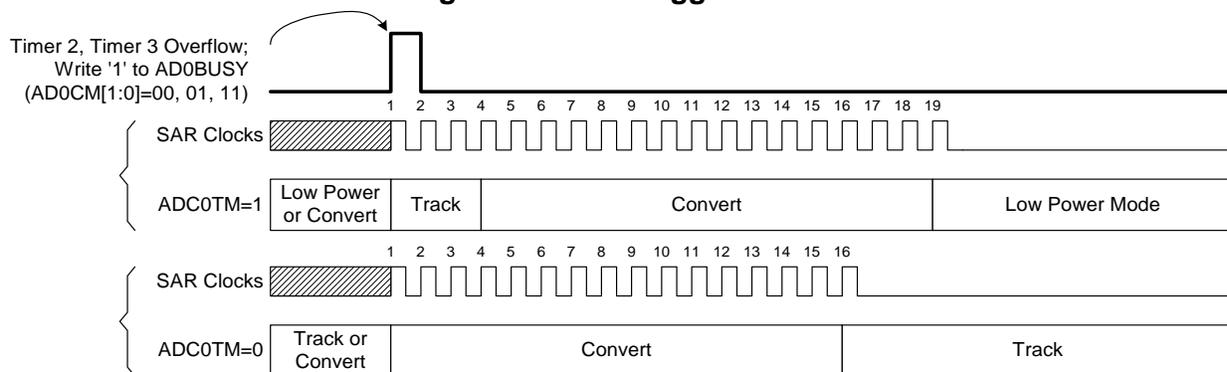 Timer 2, Timer 3 Overflow;
Write '1' to AD0BUSY
(AD0CM[1:0]=00, 01, 11)
1 2 3 4 5 6 7 8 9 10 11 12 13 14 15 16 17 18 19
SAR Clocks
ADC0TM=1
Low Power
or Convert
Track
Convert
Low Power Mode
1 2 3 4 5 6 7 8 9 10 11 12 13 14 15 16
SAR Clocks
ADC0TM=0
Track or
Convert
Convert
Track